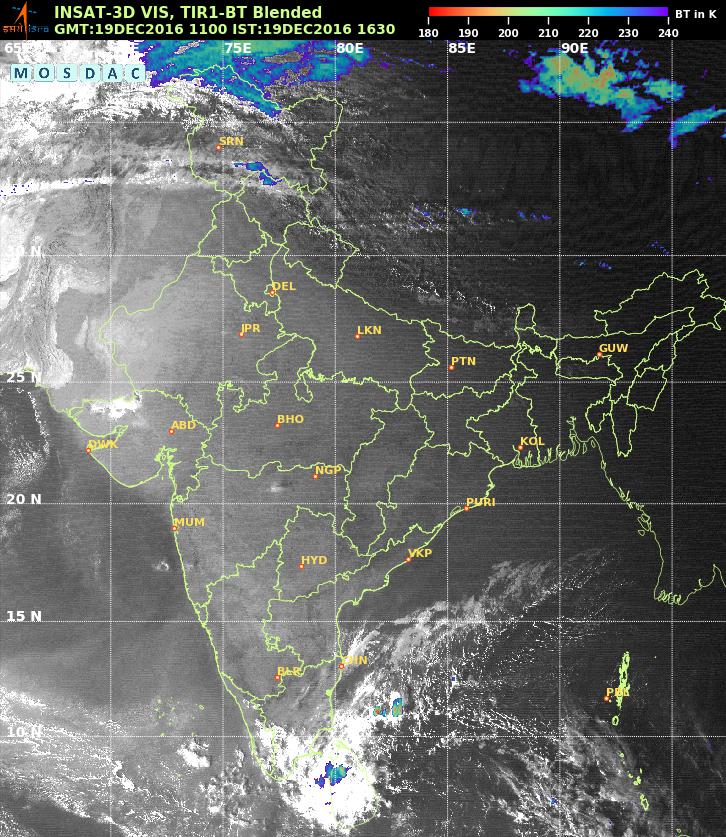 INSAT-3D VIS, TIR1-BT Blended
GMT:19DEC2016 1100 IST:19DEC2016 1630
BT in K
180 190 200 210 220 230 240
75E 80E 85E 90E
M O S D A C
SRN
DEL
JPR LKN
GUW
PTN
25
ABD BHO
DWK KOL
NGP
20 N PURI
MUM
VKP
HYD
15 N
BLR
10 N